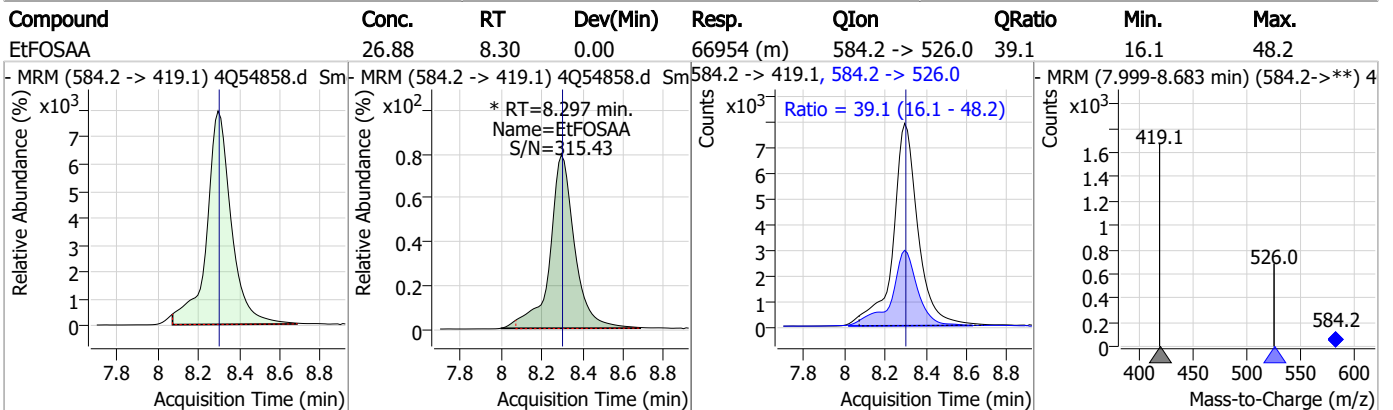 Compound Conc. RT Dev(Min) Resp. QIon QRatio Min. Max.
EtFOSAA 26.88 8.30 0.00 66954 (m) 584.2 -> 526.0 39.1 16.1 48.2
- MRM (584.2 -> 419.1) 4Q54858.d Sm
Relative Abundance (%)
x10³
7
6
5
4
3
2
1
0
7.8 8 8.2 8.4 8.6 8.8
Acquisition Time (min)
- MRM (584.2 -> 419.1) 4Q54858.d Sm
Relative Abundance (%)
x10²
* RT=8.297 min.
Name=EtFOSAA
S/N=315.43
0.8
0.6
0.4
0.2
0
7.8 8 8.2 8.4 8.6 8.8
Acquisition Time (min)
584.2 -> 419.1, 584.2 -> 526.0
Counts
x10³
Ratio = 39.1 (16.1 - 48.2)
7
6
5
4
3
2
1
0
7.8 8 8.2 8.4 8.6 8.8
Acquisition Time (min)
- MRM (7.999-8.683 min) (584.2->**) 4
Counts
x10³
419.1
1.6
1.4
1.2
1
0.8
526.0
0.6
0.4
584.2
0.2
0
400 450 500 550 600
Mass-to-Charge (m/z)